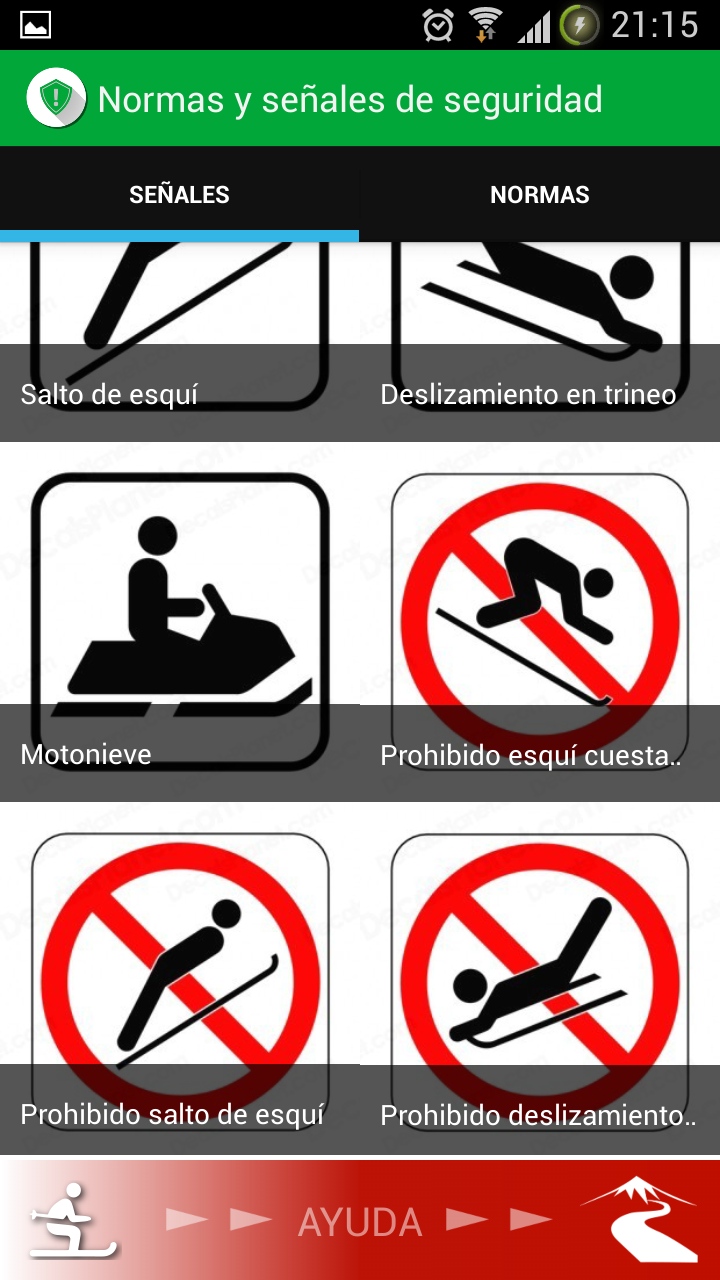 21:15
Normas y señales de seguridad
SEÑALES
NORMAS
Salto de esquí
Deslizamiento en trineo
Motonieve
Prohibido esquí cuesta..
Prohibido salto de esquí
Prohibido deslizamiento..
AYUDA